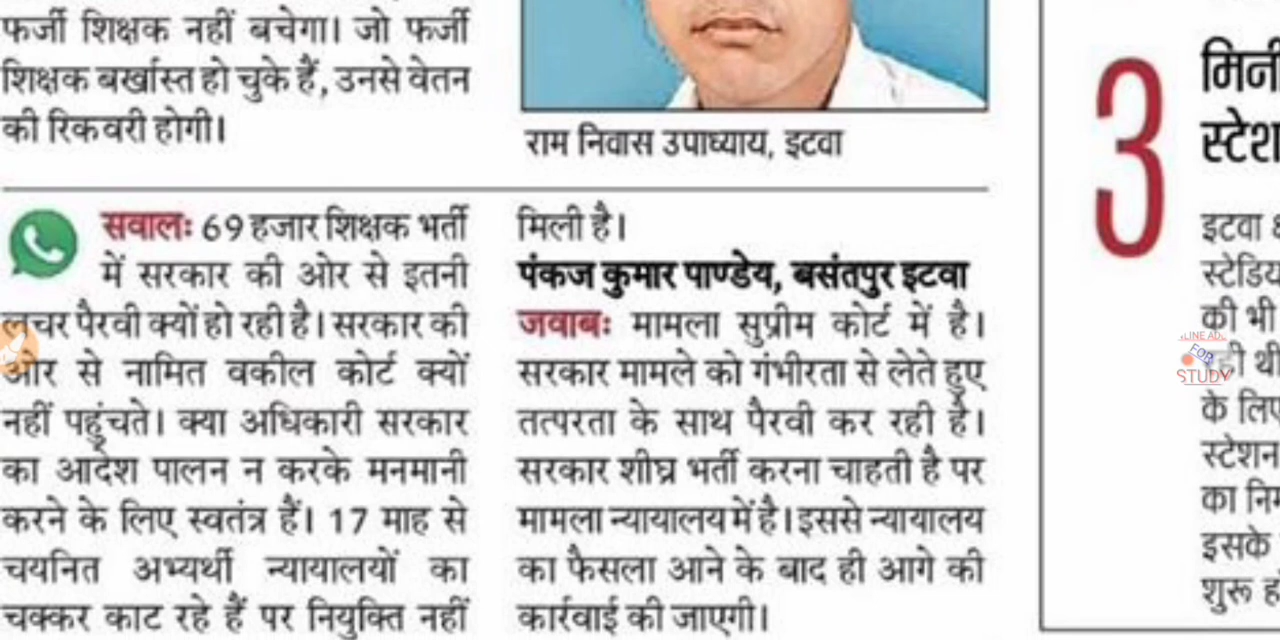 फर्जी शिक्षक नहीं बचेगा। जो फर्जी
शिक्षक बर्खास्त हो चुके हैं, उनसे वेतन
की रिकवरी होगी।
राम निवास उपाध्याय, इटवा
सवालः 69 हजार शिक्षक भर्ती
में सरकार की ओर से इतनी
लचर पैरवी क्यों हो रही है। सरकार की
ओर से नामित वकील कोर्ट क्यों
नहीं पहुंचते। क्या अधिकारी सरकार
का आदेश पालन न करके मनमानी
करने के लिए स्वतंत्र हैं। 17 माह से
चयनित अभ्यर्थी न्यायालयों का
चक्कर काट रहे हैं पर नियुक्ति नहीं
मिली है।
पंकज कुमार पाण्डेय, बसंतपुर इटवा
जवाबः मामला सुप्रीम कोर्ट में है।
सरकार मामले को गंभीरता से लेते हुए
तत्परता के साथ पैरवी कर रही है।
सरकार शीघ्र भर्ती करना चाहती है पर
मामला न्यायालय में है। इससे न्यायालय
का फैसला आने के बाद ही आगे की
कार्रवाई की जाएगी।
3
इटवा
की भी
थी
के लिए
स्टेशन
इसके
शुरू
FOR
STUDY